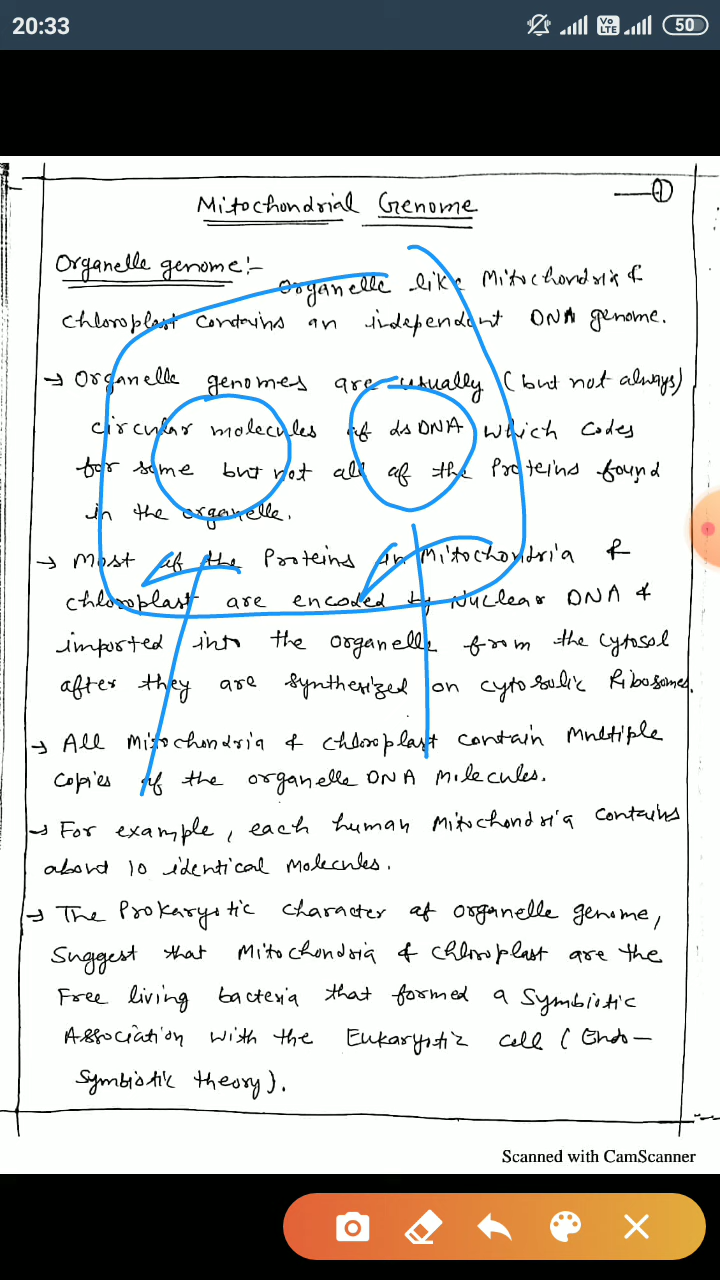 20:33
Vo
LTE
50
Mitochondrial Genome
1
Organelle genome:- Organelle like Mitochondria &
chloroplast contains an independent DNA genome.
→ Organelle genomes are usually (but not always)
circular molecules of ds DNA which codes
for some but not all of the Proteins found
in the organelle.
→ Most of the Proteins in Mitochondria &
chloroplast are encoded by Nuclear DNA &
imported into the organelle from the cytosol
after they are synthesized on cytosolic Ribosomes.
→ All Mitochondria & chloroplast contain Multiple
copies of the organelle DNA Molecules.
→ For example, each human Mitochondria contains
about 10 identical Molecules.
→ The Prokaryotic character of organelle genome,
Suggest that Mitochondria & chloroplast are the
Free living bacteria that formed a Symbiotic
Association with the Eukaryotic cell (Endo-
Symbiotic theory).
Scanned with CamScanner